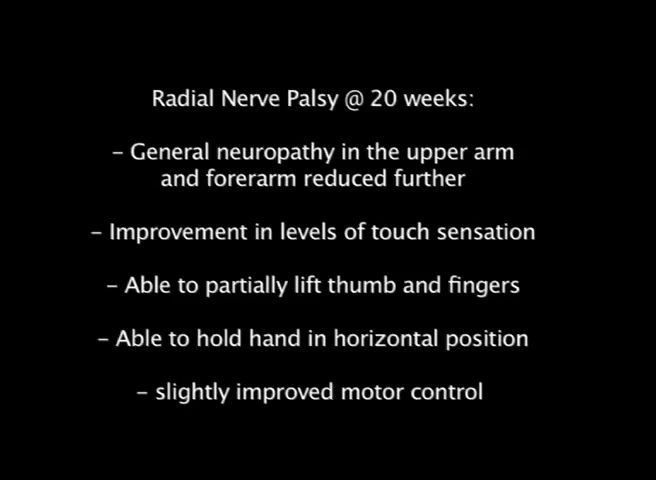 Radial Nerve Palsy @ 20 weeks:
– General neuropathy in the upper arm
and forerarm reduced further
– Improvement in levels of touch sensation
– Able to partially lift thumb and fingers
– Able to hold hand in horizontal position
– slightly improved motor control